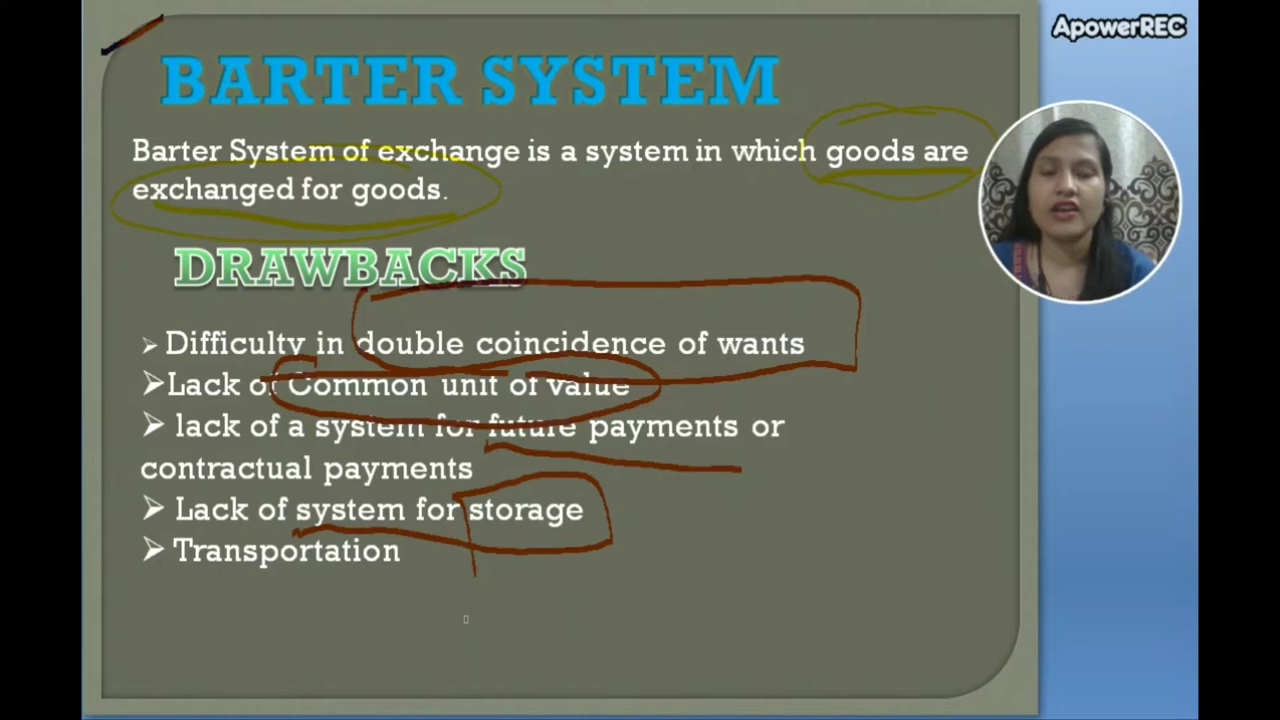 ApowerREC
BARTER SYSTEM
Barter System of exchange is a system in which goods are
exchanged for goods.
DRAWBACKS
➢ Difficulty in double coincidence of wants
➢Lack of Common unit of value
➢ lack of a system for future payments or
contractual payments
➢ Lack of system for storage
➢ Transportation